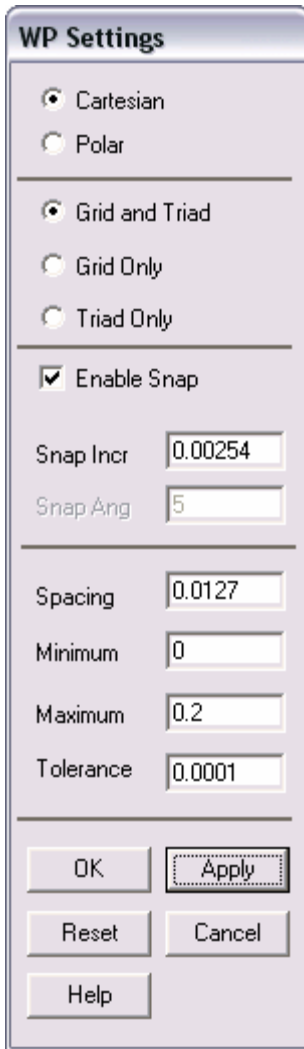 WP Settings
Cartesian
Polar
Grid and Triad
Grid Only
Triad Only
Enable Snap
Snap Incr 0.00254
Snap Ang 5
Spacing 0.0127
Minimum 0
Maximum 0.2
Tolerance 0.0001
OK Apply
Reset Cancel
Help